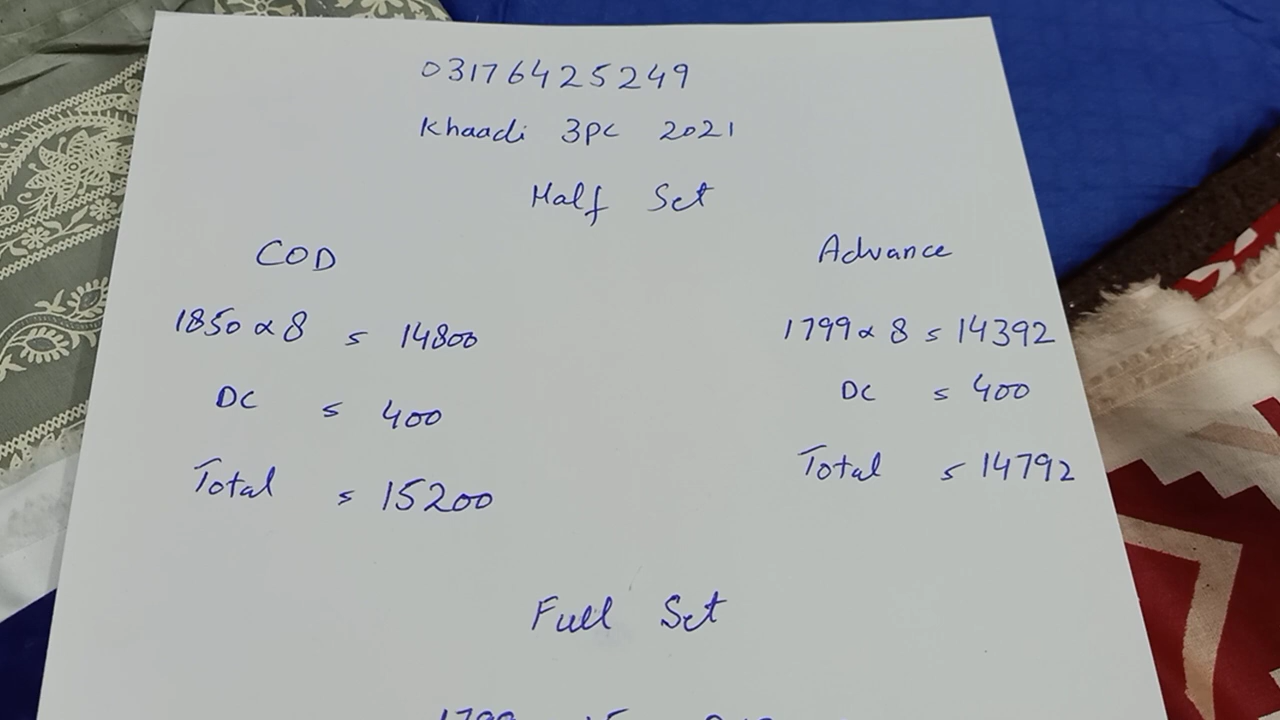 03176425249
Khaadi 3pc 2021
Half Set
COD
1850 x 8 = 14800
DC = 400
Total = 15200
Advance
1799 x 8 = 14392
DC = 400
Total = 14792
Full Set